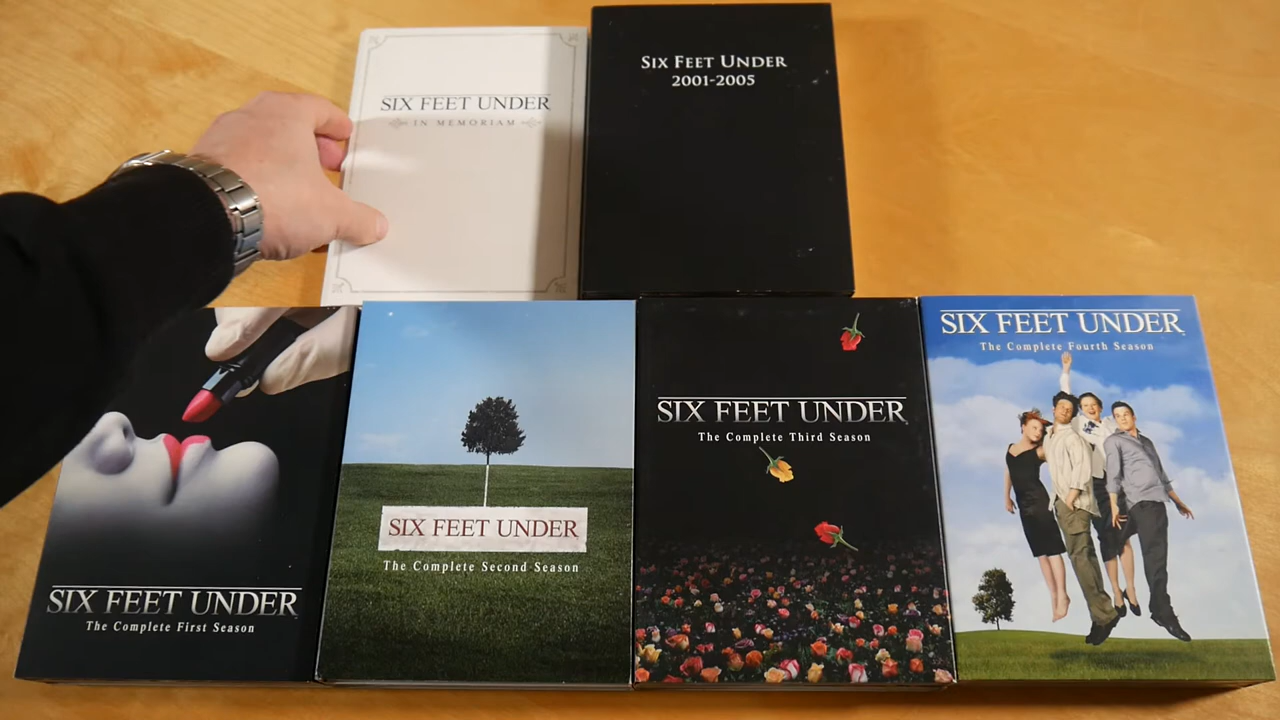 SIX FEET UNDER
IN MEMORIAM
SIX FEET UNDER
2001-2005
SIX FEET UNDER
The Complete First Season
SIX FEET UNDER
The Complete Second Season
SIX FEET UNDER
The Complete Third Season
SIX FEET UNDER
The Complete Fourth Season